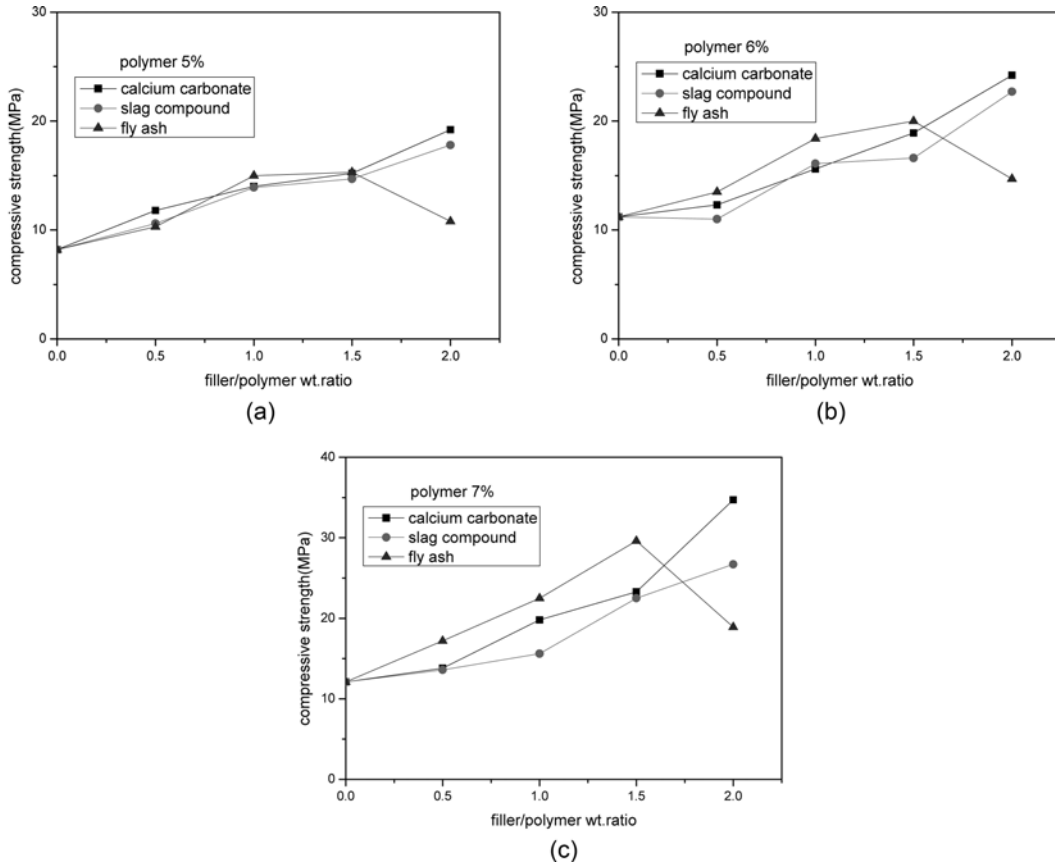 30
20
10
0
compressive strength(MPa)
polymer 5%
calcium carbonate
slag compound
fly ash
0.0 0.5 1.0 1.5 2.0
filler/polymer wt.ratio
(a)
30
20
10
0
compressive strength(MPa)
polymer 6%
calcium carbonate
slag compound
fly ash
0.0 0.5 1.0 1.5 2.0
filler/polymer wt.ratio
(b)
40
30
20
10
0
compressive strength(MPa)
polymer 7%
calcium carbonate
slag compound
fly ash
0.0 0.5 1.0 1.5 2.0
filler/polymer wt.ratio
(c)